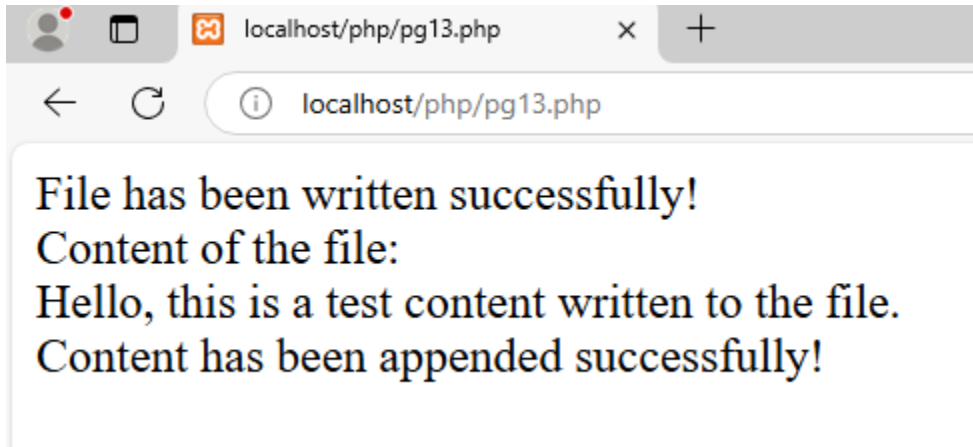 localhost/php/pg13.php
localhost/php/pg13.php
File has been written successfully!
Content of the file:
Hello, this is a test content written to the file.
Content has been appended successfully!